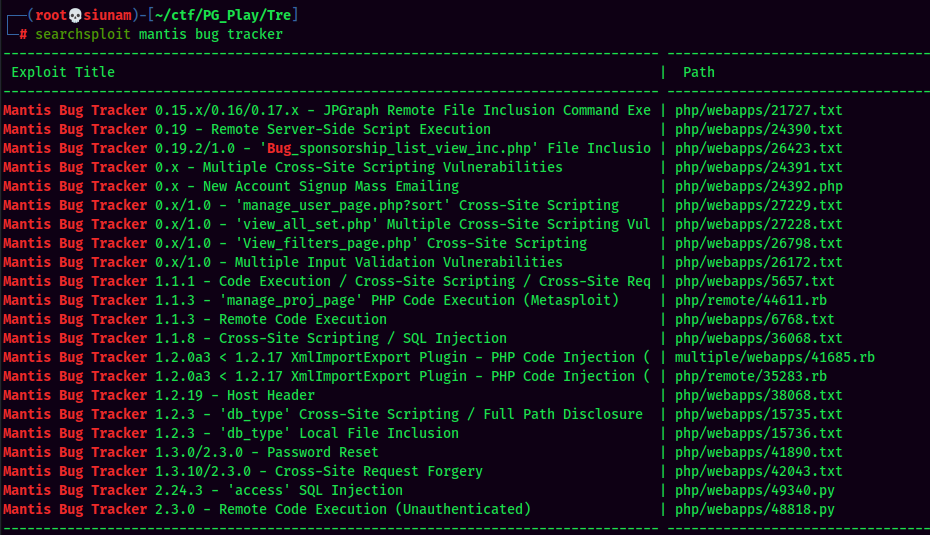 ┌──(root💀siunam)-[~/ctf/PG_Play/Tre]
└─# searchsploit mantis bug tracker
---------------------------------------------------------------------------------- ---------------------------------
 Exploit Title | Path
---------------------------------------------------------------------------------- ---------------------------------
Mantis Bug Tracker 0.15.x/0.16/0.17.x - JPGraph Remote File Inclusion Command Exe | php/webapps/21727.txt
Mantis Bug Tracker 0.19 - Remote Server-Side Script Execution | php/webapps/24390.txt
Mantis Bug Tracker 0.19.2/1.0 - 'Bug_sponsorship_list_view_inc.php' File Inclusio | php/webapps/26423.txt
Mantis Bug Tracker 0.x - Multiple Cross-Site Scripting Vulnerabilities | php/webapps/24391.txt
Mantis Bug Tracker 0.x - New Account Signup Mass Emailing | php/webapps/24392.php
Mantis Bug Tracker 0.x/1.0 - 'manage_user_page.php?sort' Cross-Site Scripting | php/webapps/27229.txt
Mantis Bug Tracker 0.x/1.0 - 'view_all_set.php' Multiple Cross-Site Scripting Vul | php/webapps/27228.txt
Mantis Bug Tracker 0.x/1.0 - 'View_filters_page.php' Cross-Site Scripting | php/webapps/26798.txt
Mantis Bug Tracker 0.x/1.0 - Multiple Input Validation Vulnerabilities | php/webapps/26172.txt
Mantis Bug Tracker 1.1.1 - Code Execution / Cross-Site Scripting / Cross-Site Req | php/webapps/5657.txt
Mantis Bug Tracker 1.1.3 - 'manage_proj_page' PHP Code Execution (Metasploit) | php/remote/44611.rb
Mantis Bug Tracker 1.1.3 - Remote Code Execution | php/webapps/6768.txt
Mantis Bug Tracker 1.1.8 - Cross-Site Scripting / SQL Injection | php/webapps/36068.txt
Mantis Bug Tracker 1.2.0a3 < 1.2.17 XmlImportExport Plugin - PHP Code Injection ( | multiple/webapps/41685.rb
Mantis Bug Tracker 1.2.0a3 < 1.2.17 XmlImportExport Plugin - PHP Code Injection ( | php/remote/35283.rb
Mantis Bug Tracker 1.2.19 - Host Header | php/webapps/38068.txt
Mantis Bug Tracker 1.2.3 - 'db_type' Cross-Site Scripting / Full Path Disclosure | php/webapps/15735.txt
Mantis Bug Tracker 1.2.3 - 'db_type' Local File Inclusion | php/webapps/15736.txt
Mantis Bug Tracker 1.3.0/2.3.0 - Password Reset | php/webapps/41890.txt
Mantis Bug Tracker 1.3.10/2.3.0 - Cross-Site Request Forgery | php/webapps/42043.txt
Mantis Bug Tracker 2.24.3 - 'access' SQL Injection | php/webapps/49340.py
Mantis Bug Tracker 2.3.0 - Remote Code Execution (Unauthenticated) | php/webapps/48818.py
---------------------------------------------------------------------------------- ---------------------------------